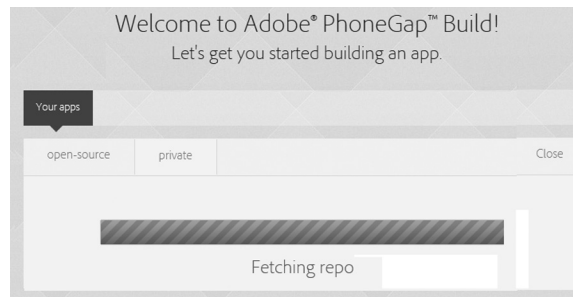 Welcome to Adobe® PhoneGap™ Build!
Let's get you started building an app.
Your apps
open-source private Close
Fetching repo